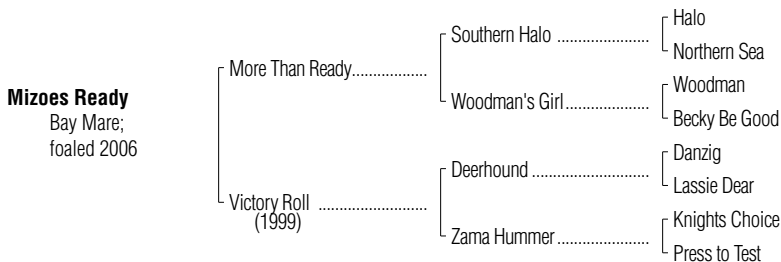 Halo
Southern Halo ......................
Northern Sea
More Than Ready..................
Woodman
Woodman's Girl.....................
Becky Be Good
Mizoes Ready
Bay Mare;
foaled 2006
Danzig
Deerhound ............................
Lassie Dear
Victory Roll ..........................
(1999)
Knights Choice
Zama Hummer.......................
Press to Test